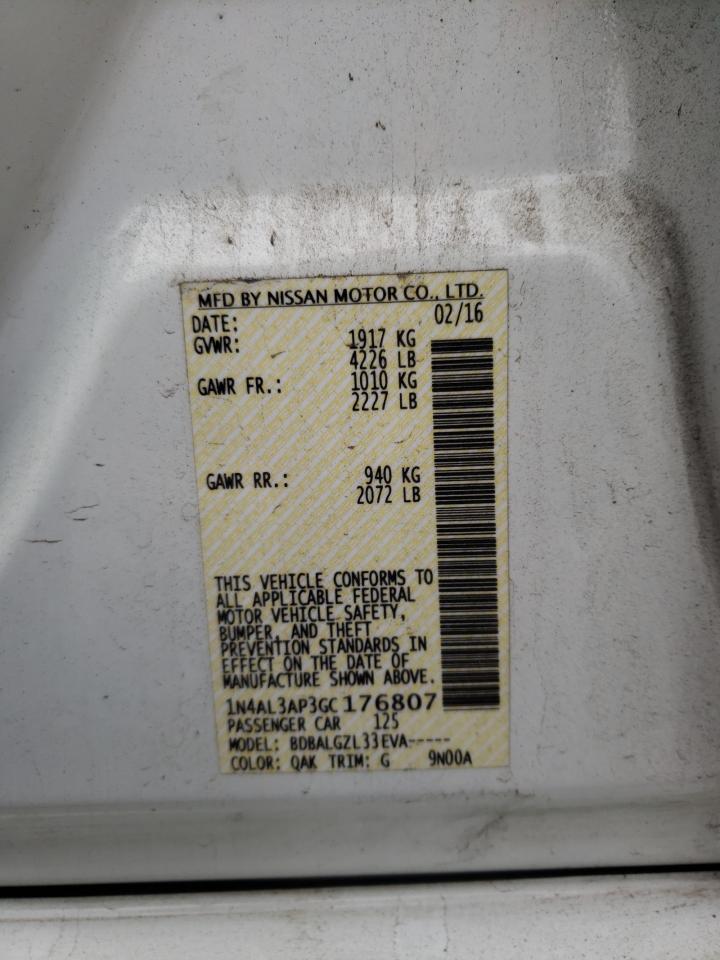 MFD BY NISSAN MOTOR CO., LTD.
DATE: 02/16
GVWR: 1917 KG
4226 LB
GAWR FR.: 1010 KG
2227 LB
GAWR RR.: 940 KG
2072 LB
THIS VEHICLE CONFORMS TO
ALL APPLICABLE FEDERAL
MOTOR VEHICLE SAFETY,
BUMPER, AND THEFT
PREVENTION STANDARDS IN
EFFECT ON THE DATE OF
MANUFACTURE SHOWN ABOVE.
1N4AL3AP3GC176807
PASSENGER CAR 125
MODEL: BDBALGZL33EVA-----
COLOR: QAK TRIM: G 9N00A